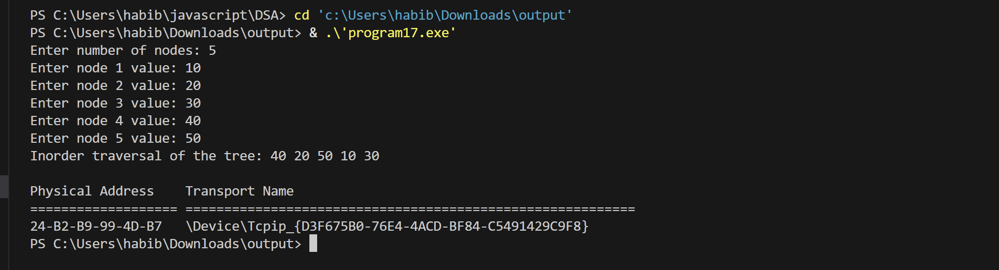 PS C:\Users\habib\javascript\DSA> cd 'c:\Users\habib\Downloads\output'
PS C:\Users\habib\Downloads\output> & .\'program17.exe'
Enter number of nodes: 5
Enter node 1 value: 10
Enter node 2 value: 20
Enter node 3 value: 30
Enter node 4 value: 40
Enter node 5 value: 50
Inorder traversal of the tree: 40 20 50 10 30
Physical Address    Transport Name
=================== ==========================================================
24-B2-B9-99-4D-B7   \Device\Tcpip_{D3F675B0-76E4-4ACD-BF84-C5491429C9F8}
PS C:\Users\habib\Downloads\output>